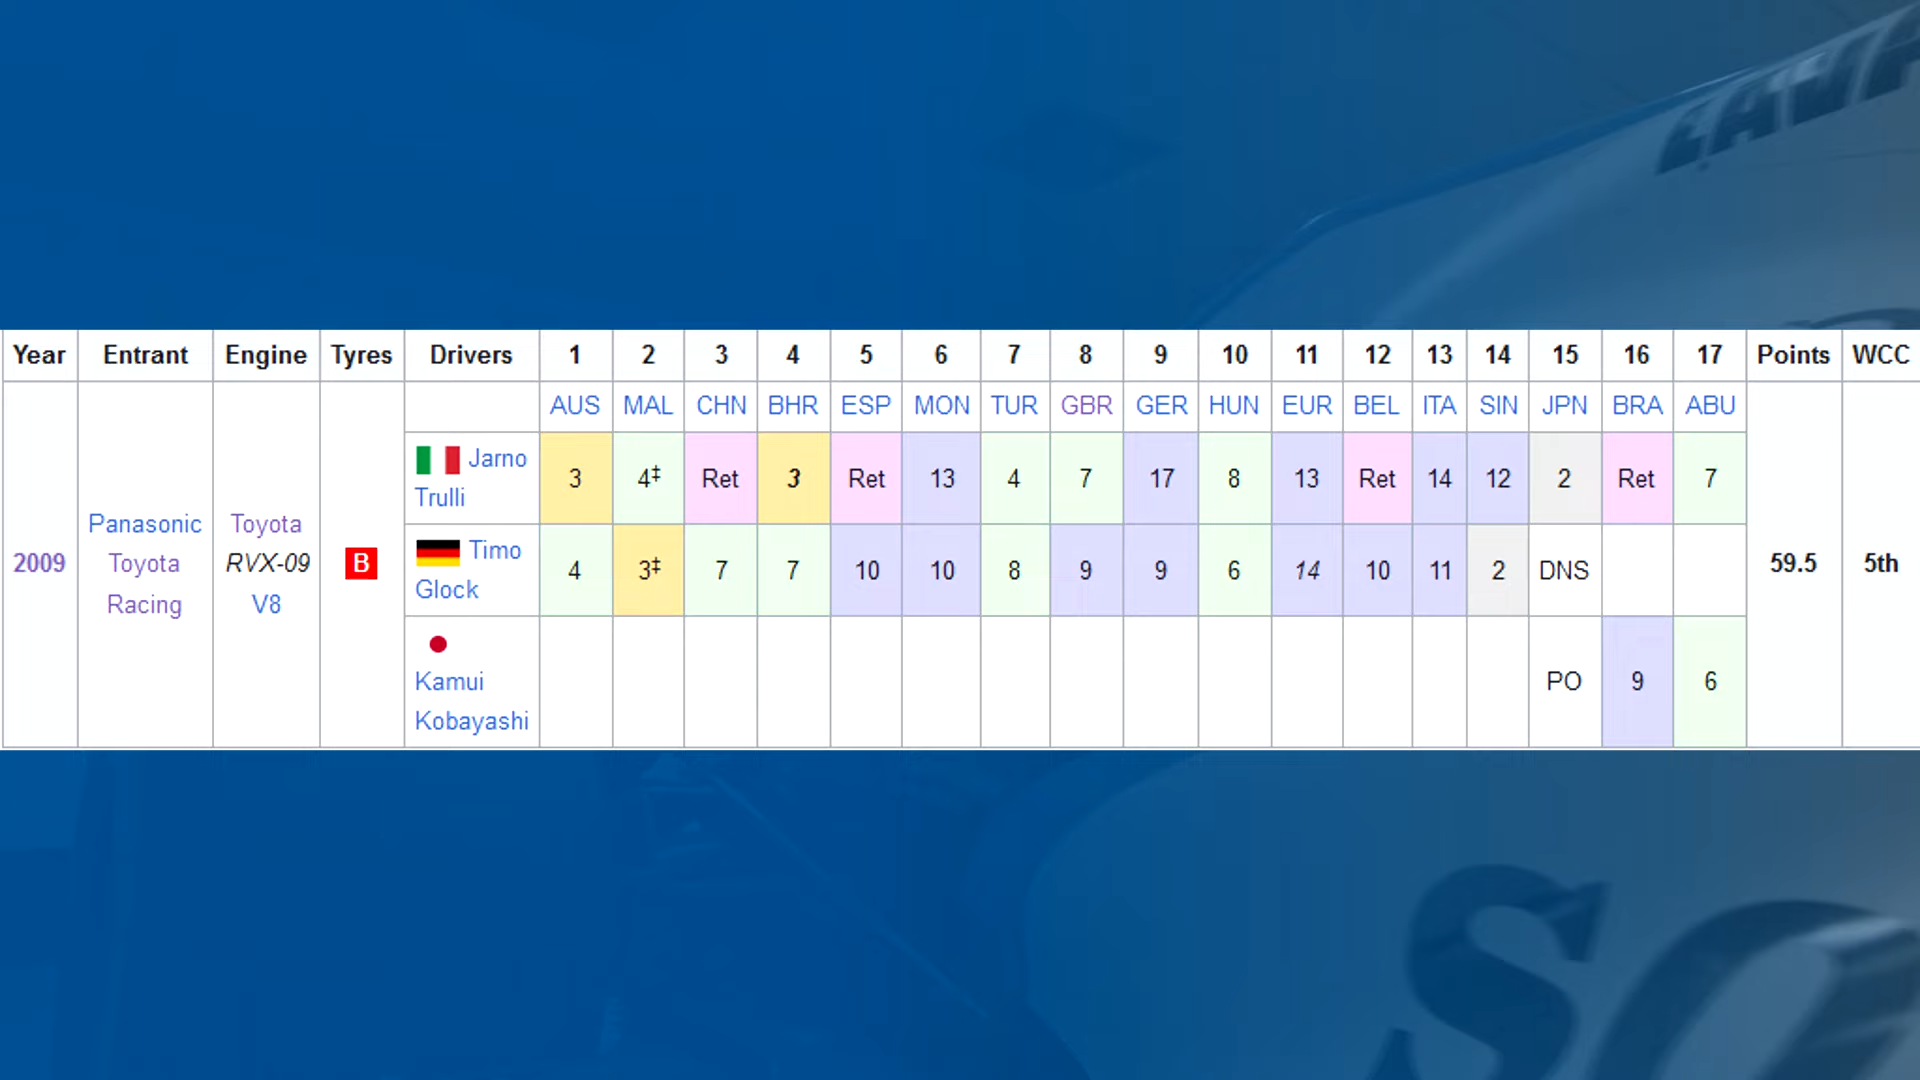 Year Entrant Engine Tyres Drivers 1 2 3 4 5 6 7 8 9 10 11 12 13 14 15 16 17 Points WCC
AUS MAL CHN BHR ESP MON TUR GBR GER HUN EUR BEL ITA SIN JPN BRA ABU
2009 Panasonic Toyota Racing Toyota RVX-09 V8 B
Jarno Trulli 3 4‡ Ret 3 Ret 13 4 7 17 8 13 Ret 14 12 2 Ret 7
Timo Glock 4 3‡ 7 7 10 10 8 9 9 6 14 10 11 2 DNS
Kamui Kobayashi PO 9 6
59.5 5th